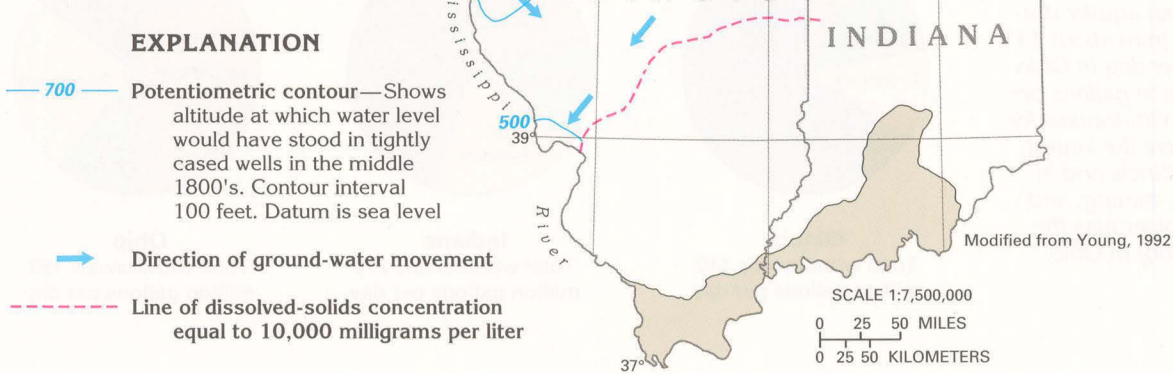 EXPLANATION
700
Potentiometric contour—Shows
altitude at which water level
would have stood in tightly
cased wells in the middle
1800's. Contour interval
100 feet. Datum is sea level
Direction of ground-water movement
Line of dissolved-solids concentration
equal to 10,000 milligrams per liter
ississippi
River
500
39°
37°
INDIANA
Modified from Young, 1992
SCALE 1:7,500,000
0 25 50 MILES
0 25 50 KILOMETERS